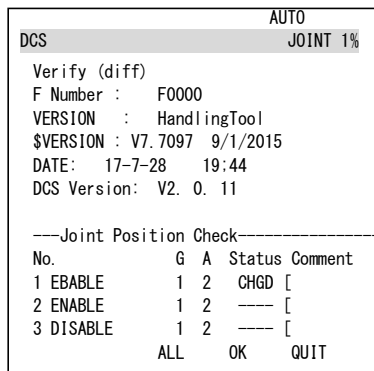 AUTO
DCS JOINT 1%
Verify (diff)
F Number : F0000
VERSION : HandlingTool
$VERSION : V7.7097 9/1/2015
DATE: 17-7-28 19:44
DCS Version: V2. 0. 11
---Joint Position Check----------------
No. G A Status Comment
1 EBABLE 1 2 CHGD [
2 ENABLE 1 2 ---- [
3 DISABLE 1 2 ---- [
ALL OK QUIT